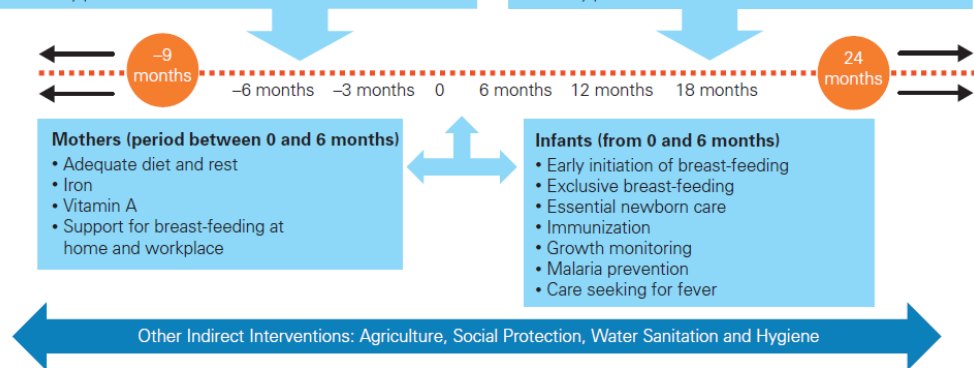 –9
months
24
months
–6 months –3 months 0 6 months 12 months 18 months
Mothers (period between 0 and 6 months)
• Adequate diet and rest
• Iron
• Vitamin A
• Support for breast-feeding at
home and workplace
Infants (from 0 and 6 months)
• Early initiation of breast-feeding
• Exclusive breast-feeding
• Essential newborn care
• Immunization
• Growth monitoring
• Malaria prevention
• Care seeking for fever
Other Indirect Interventions: Agriculture, Social Protection, Water Sanitation and Hygiene